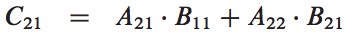 C₂₁ = A₂₁ · B₁₁ + A₂₂ · B₂₁